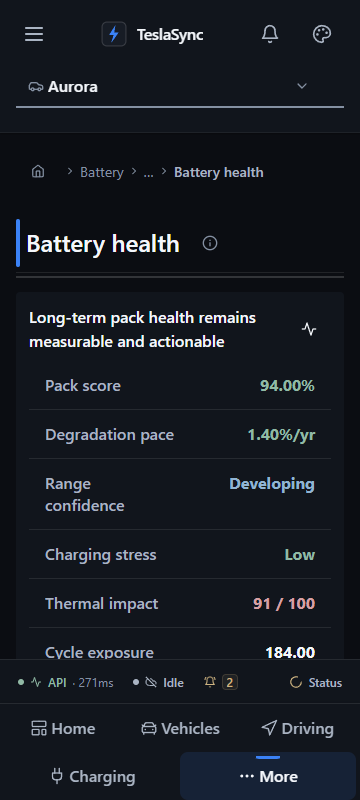 TeslaSync
Aurora
Battery ... Battery health
Battery health
Long-term pack health remains
measurable and actionable
Pack score 94.00%
Degradation pace 1.40%/yr
Range
confidence Developing
Charging stress Low
Thermal impact 91 / 100
Cycle exposure 184.00
API · 271ms Idle 2 Status
Home Vehicles Driving
Charging More